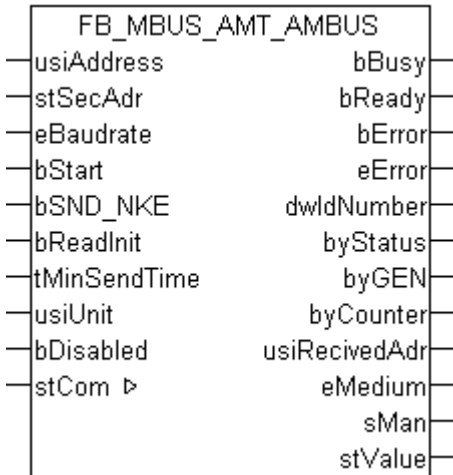 FB_MBUS_AMT_AMBUS
usiAddress bBusy
stSecAdr bReady
eBaudrate bError
bStart eError
bSND_NKE dwIdNumber
bReadInit byStatus
tMinSendTime byGEN
usiUnit byCounter
bDisabled usiRecivedAdr
stCom ▷ eMedium
sMan
stValue